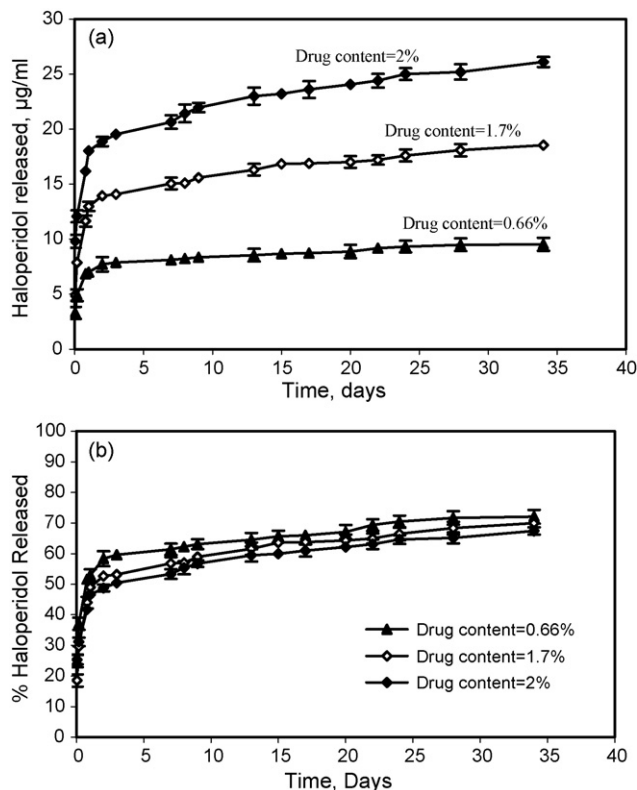 (a)
Haloperidol released, µg/ml
30
25
20
15
10
5
0
Drug content=2%
Drug content=1.7%
Drug content=0.66%
0 5 10 15 20 25 30 35 40
Time, days
(b)
% Haloperidol Released
100
90
80
70
60
50
40
30
20
10
0
Drug content=0.66%
Drug content=1.7%
Drug content=2%
0 5 10 15 20 25 30 35 40
Time, Days